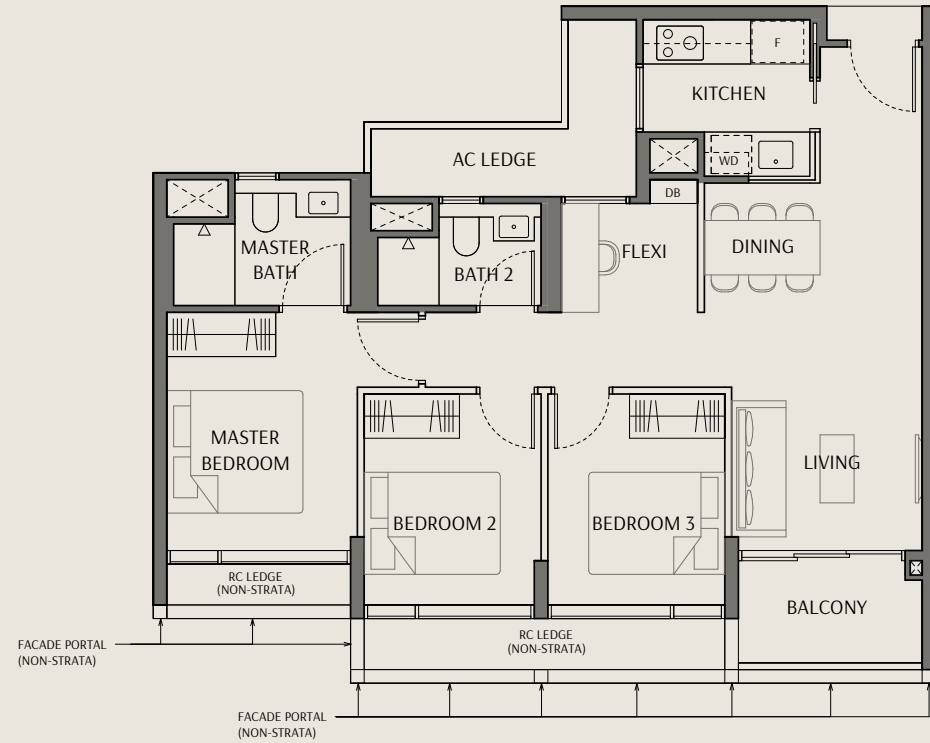 F
KITCHEN
AC LEDGE
WD
DB
MASTER
BATH
BATH 2
FLEXI
DINING
MASTER
BEDROOM
LIVING
BEDROOM 2
BEDROOM 3
RC LEDGE
(NON-STRATA)
BALCONY
RC LEDGE
(NON-STRATA)
FACADE PORTAL
(NON-STRATA)
FACADE PORTAL
(NON-STRATA)